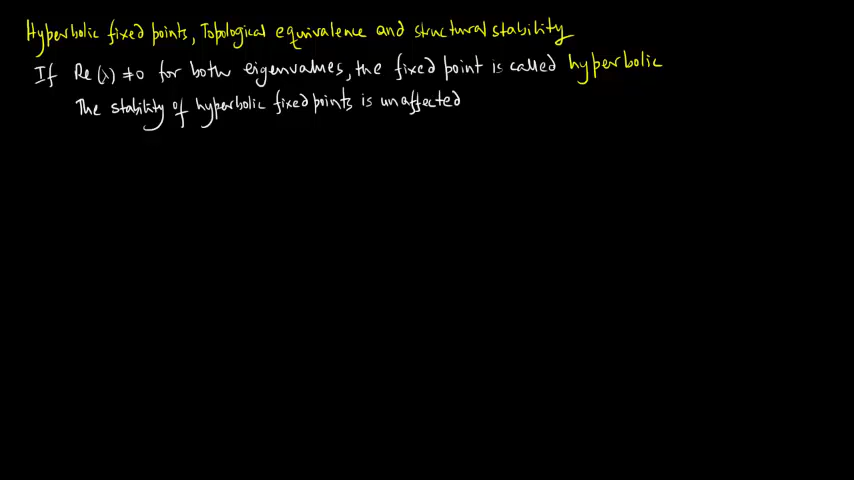 Hyperbolic fixed points, Topological equivalence and structural stability
If Re(λ) ≠0 for both eigenvalues, the fixed point is called hyperbolic
The stability of hyperbolic fixed points is unaffected